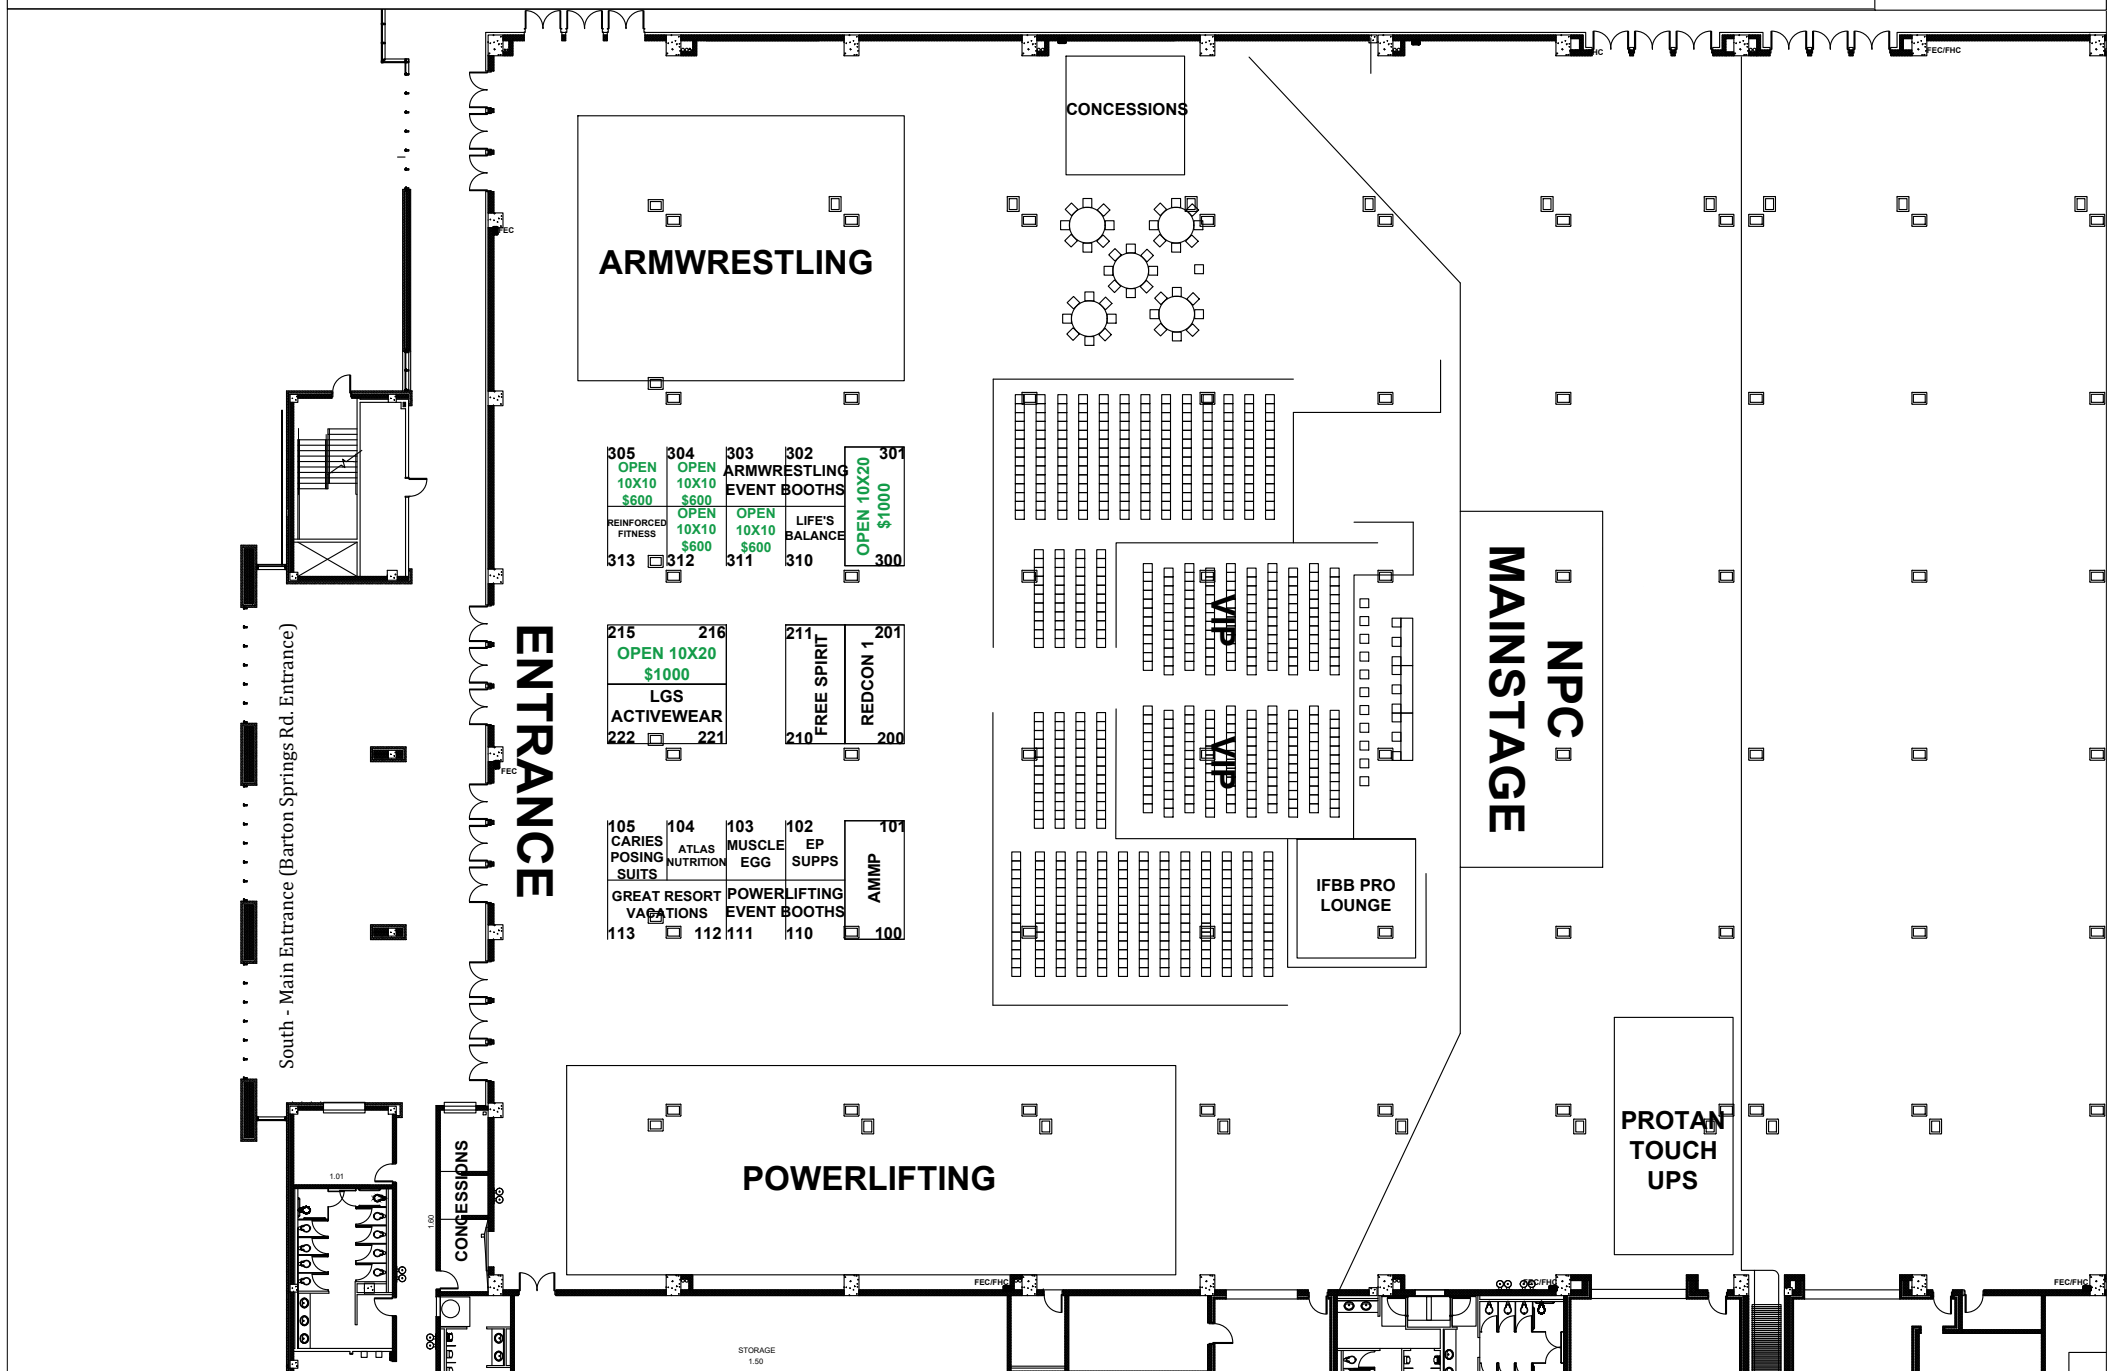 HC
FEC/FHC
CONCESSIONS
FEC
ARMWRESTLING
305
304
303
302
301
OPEN
10X10
$600
OPEN
10X10
$600
ARMWRESTLING
EVENT BOOTHS
OPEN 10X20
$1000
REINFORCED
FITNESS
OPEN
10X10
$600
OPEN
10X10
$600
LIFE'S
BALANCE
313
312
311
310
300
South - Main Entrance (Barton Springs Rd. Entrance)
ENTRANCE
FEC
215
216
OPEN 10X20
$1000
LGS
ACTIVEWEAR
222
221
211
201
FREE SPIRIT
REDCON 1
210
200
VIP
VIP
NPC
MAINSTAGE
105
104
103
102
101
CARIES
POSING
SUITS
ATLAS
NUTRITION
MUSCLE
EGG
EP
SUPPS
AMMP
GREAT RESORT
VACATIONS
POWERLIFTING
EVENT BOOTHS
113
112
111
110
100
IFBB PRO
LOUNGE
POWERLIFTING
PROTAN
TOUCH
UPS
1.01
1.60
CONCESSIONS
FEC/FHC
FEC/FHC
FEC/FHC
STORAGE
1.50